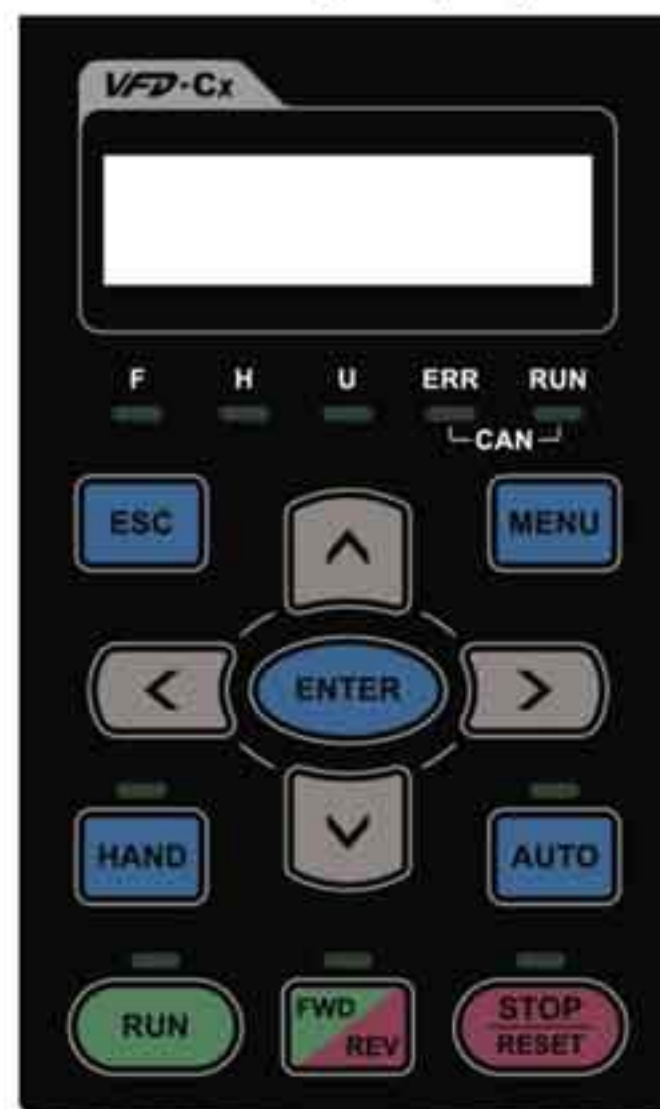 VFD-Cx
F H U ERR RUN
CAN
ESC MENU
<ENTER>
HAND AUTO
RUN FWD REV STOP RESET